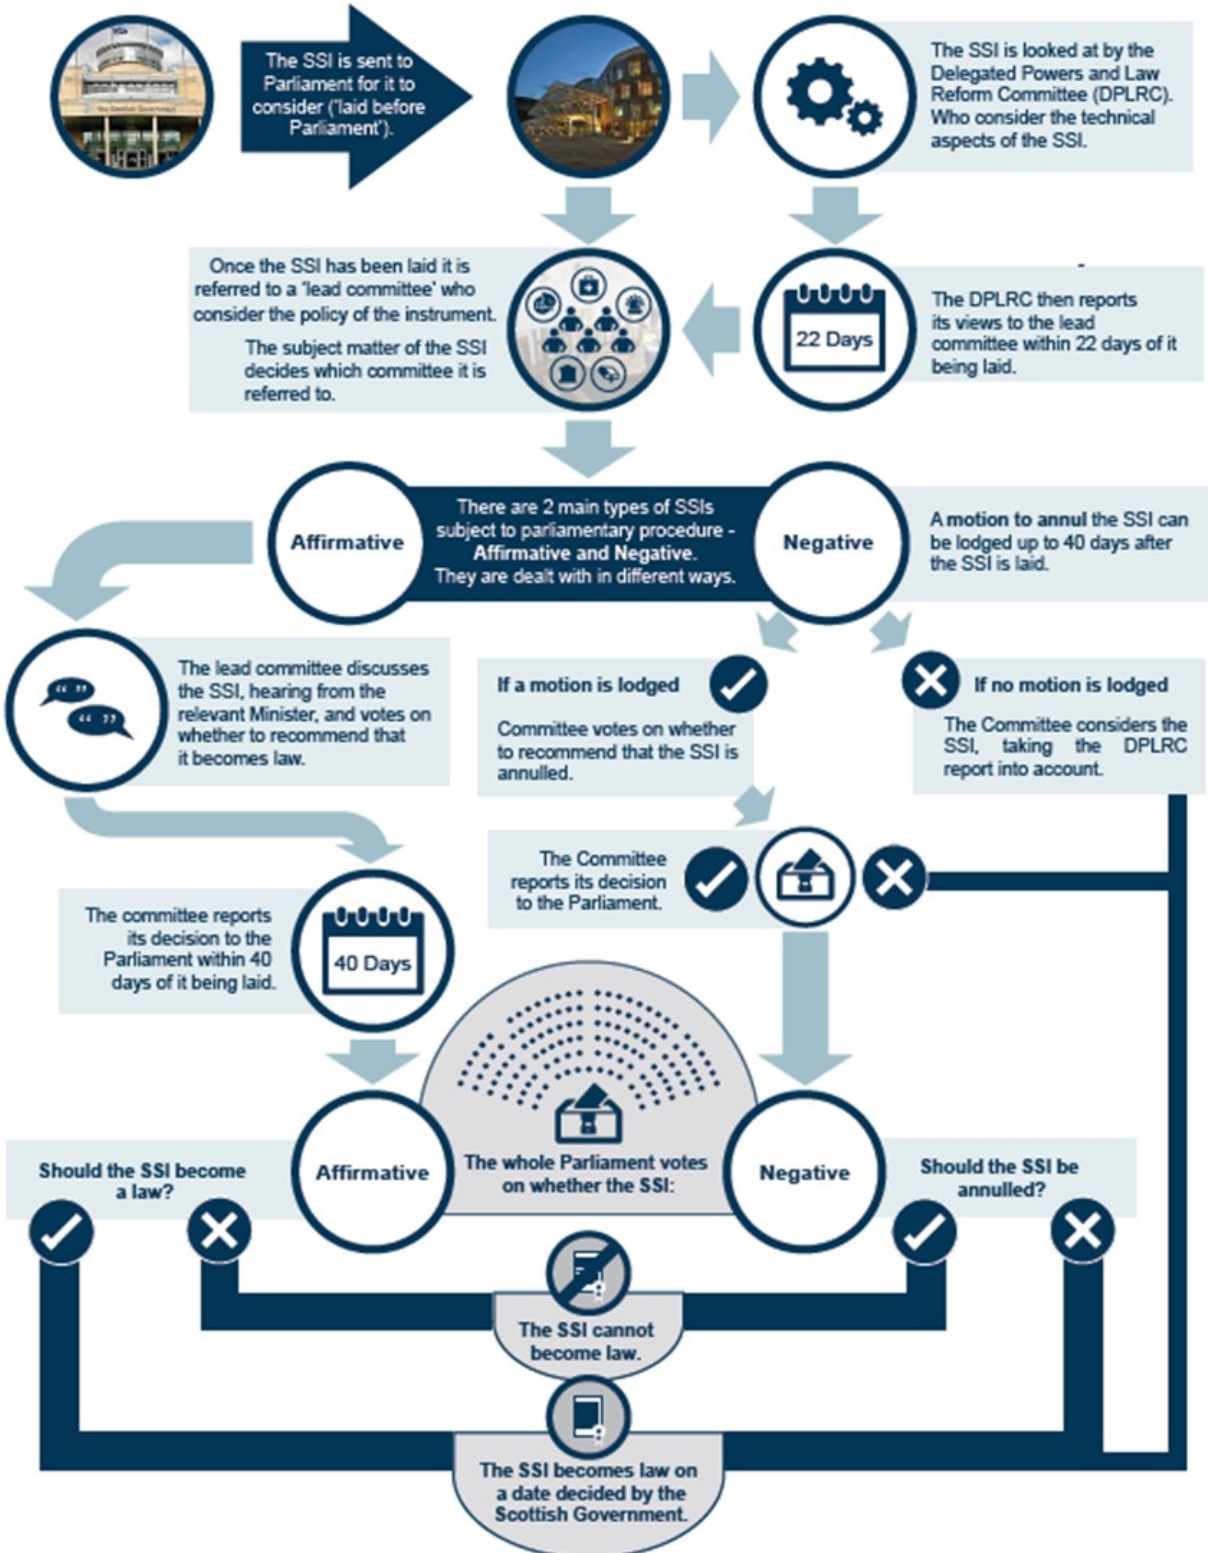 The SSI is sent to
Parliament for it to
consider ('laid before
Parliament').
The SSI is looked at by the
Delegated Powers and Law
Reform Committee (DPLRC).
Who consider the technical
aspects of the SSI.
Once the SSI has been laid it is
referred to a 'lead committee' who
consider the policy of the instrument.
The subject matter of the SSI
decides which committee it is
referred to.
22 Days
The DPLRC then reports
its views to the lead
committee within 22 days of it
being laid.
Affirmative
There are 2 main types of SSIs
subject to parliamentary procedure -
Affirmative and Negative.
They are dealt with in different ways.
Negative
A motion to annul the SSI can
be lodged up to 40 days after
the SSI is laid.
The lead committee discusses
the SSI, hearing from the
relevant Minister, and votes on
whether to recommend that
it becomes law.
If a motion is lodged
Committee votes on whether
to recommend that the SSI is
annulled.
If no motion is lodged
The Committee considers the
SSI, taking the DPLRC
report into account.
The Committee
reports its decision
to the Parliament.
The committee reports
its decision to the
Parliament within 40
days of it being laid.
40 Days
Should the SSI become
a law?
Affirmative
The whole Parliament votes
on whether the SSI:
Negative
Should the SSI be
annulled?
The SSI cannot
become law.
The SSI becomes law on
a date decided by the
Scottish Government.